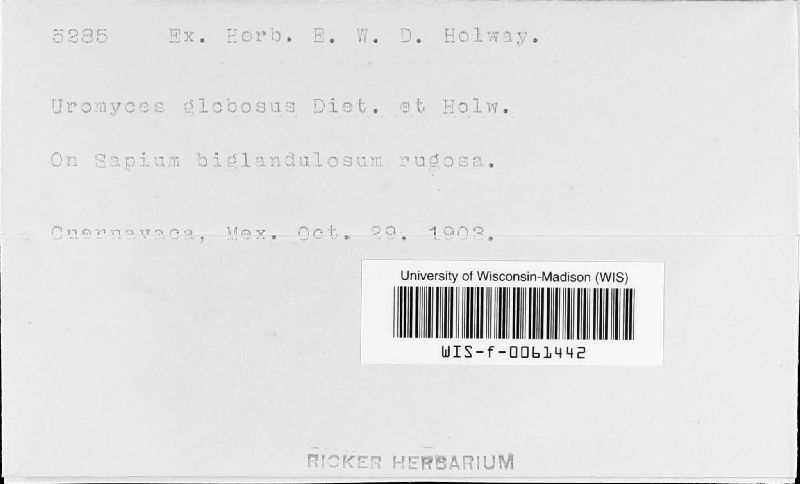 5285 Ex. Herb. E. W. D. Holway.
Uromyces globosus Diet. et Holw.
On Sapium biglandulosum rugosa.
Cuernavaca, Mex. Oct. 29. 1903.
University of Wisconsin-Madison (WIS)
WIS-f-0061442
RICKER HERBARIUM